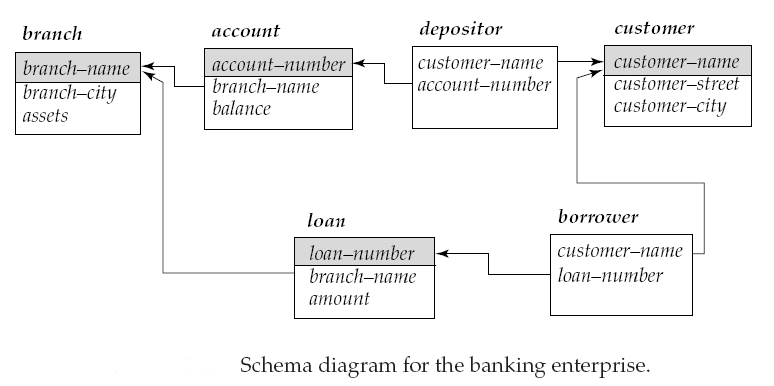 branch
branch–name
branch–city
assets
account
account–number
branch–name
balance
depositor
customer–name
account–number
customer
customer–name
customer–street
customer–city
loan
loan–number
branch–name
amount
borrower
customer–name
loan–number
Schema diagram for the banking enterprise.